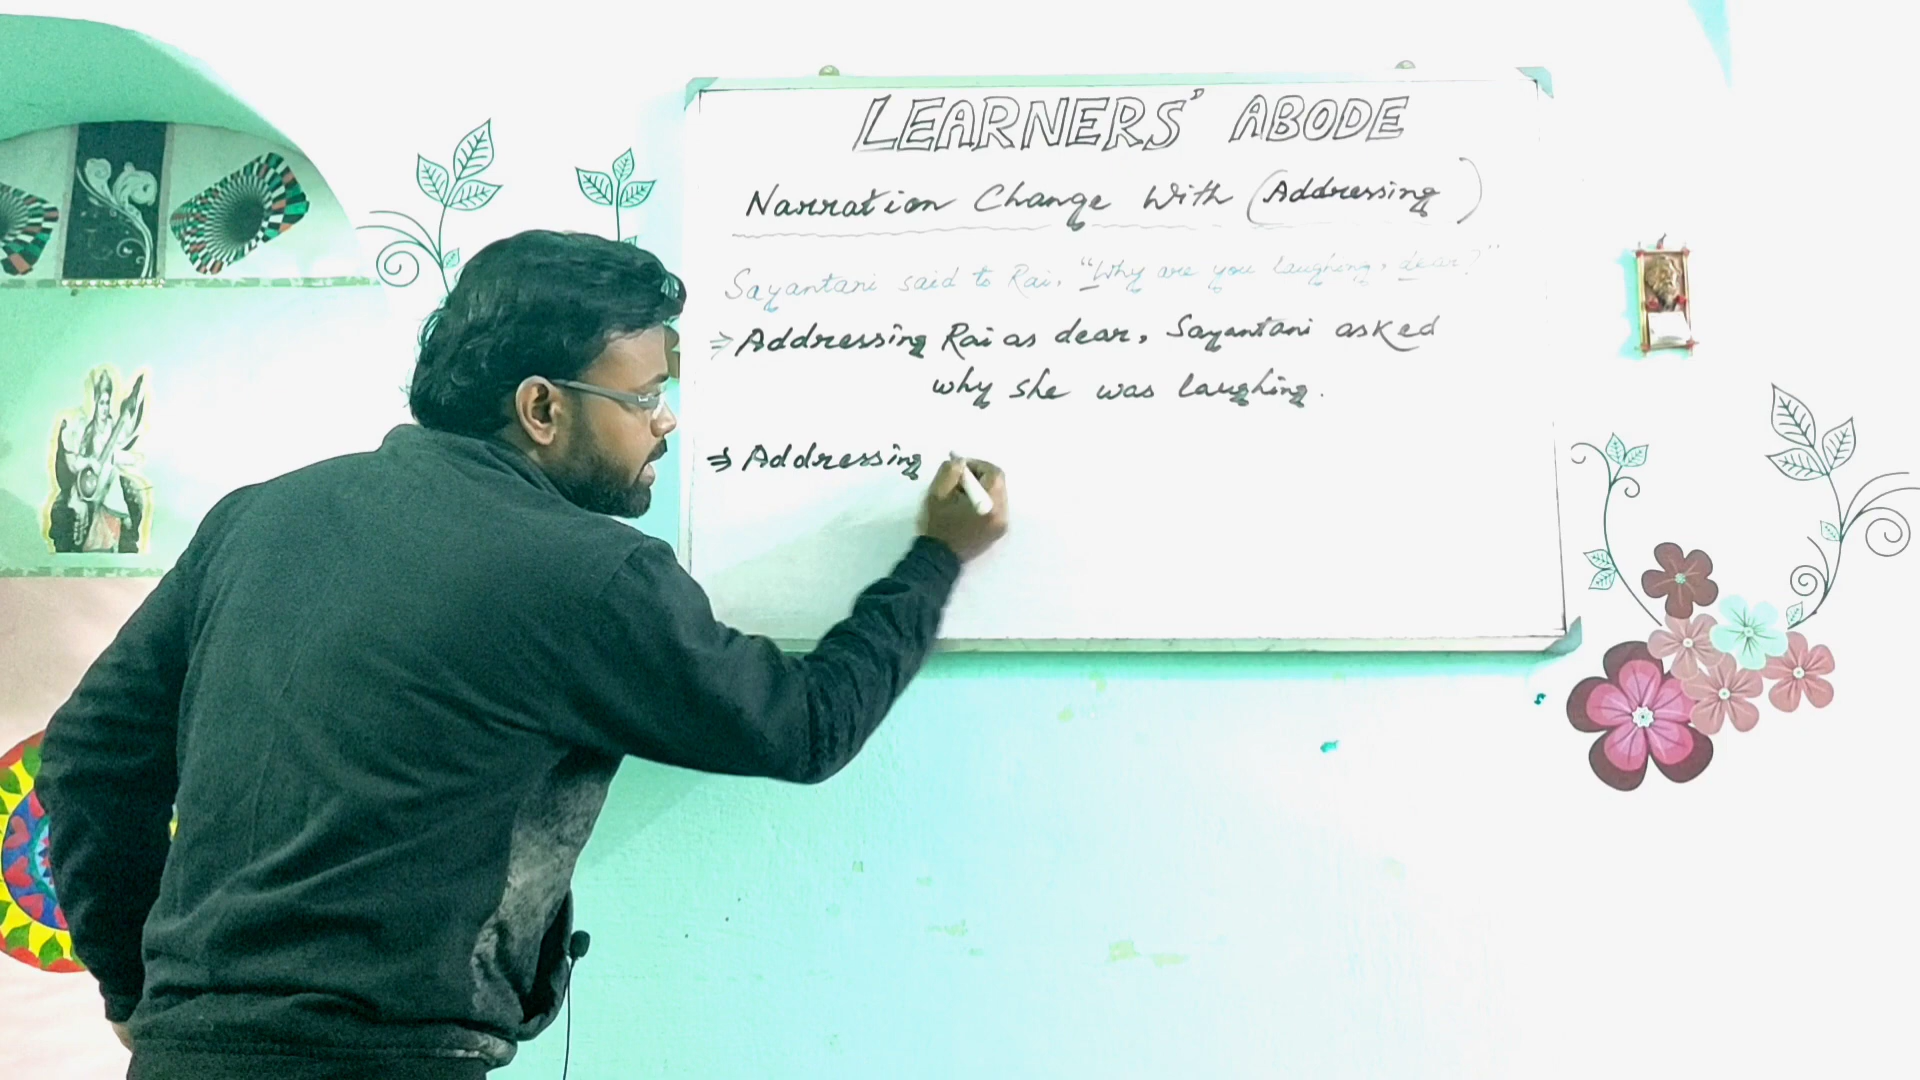 LEARNERS' ABODE
Narration Change With (Addressing)
Sayantani said to Rai, "Why are you laughing, dear?"
⇒ Addressing Rai as dear, Sayantani asked
why she was laughing.
⇒ Addressing